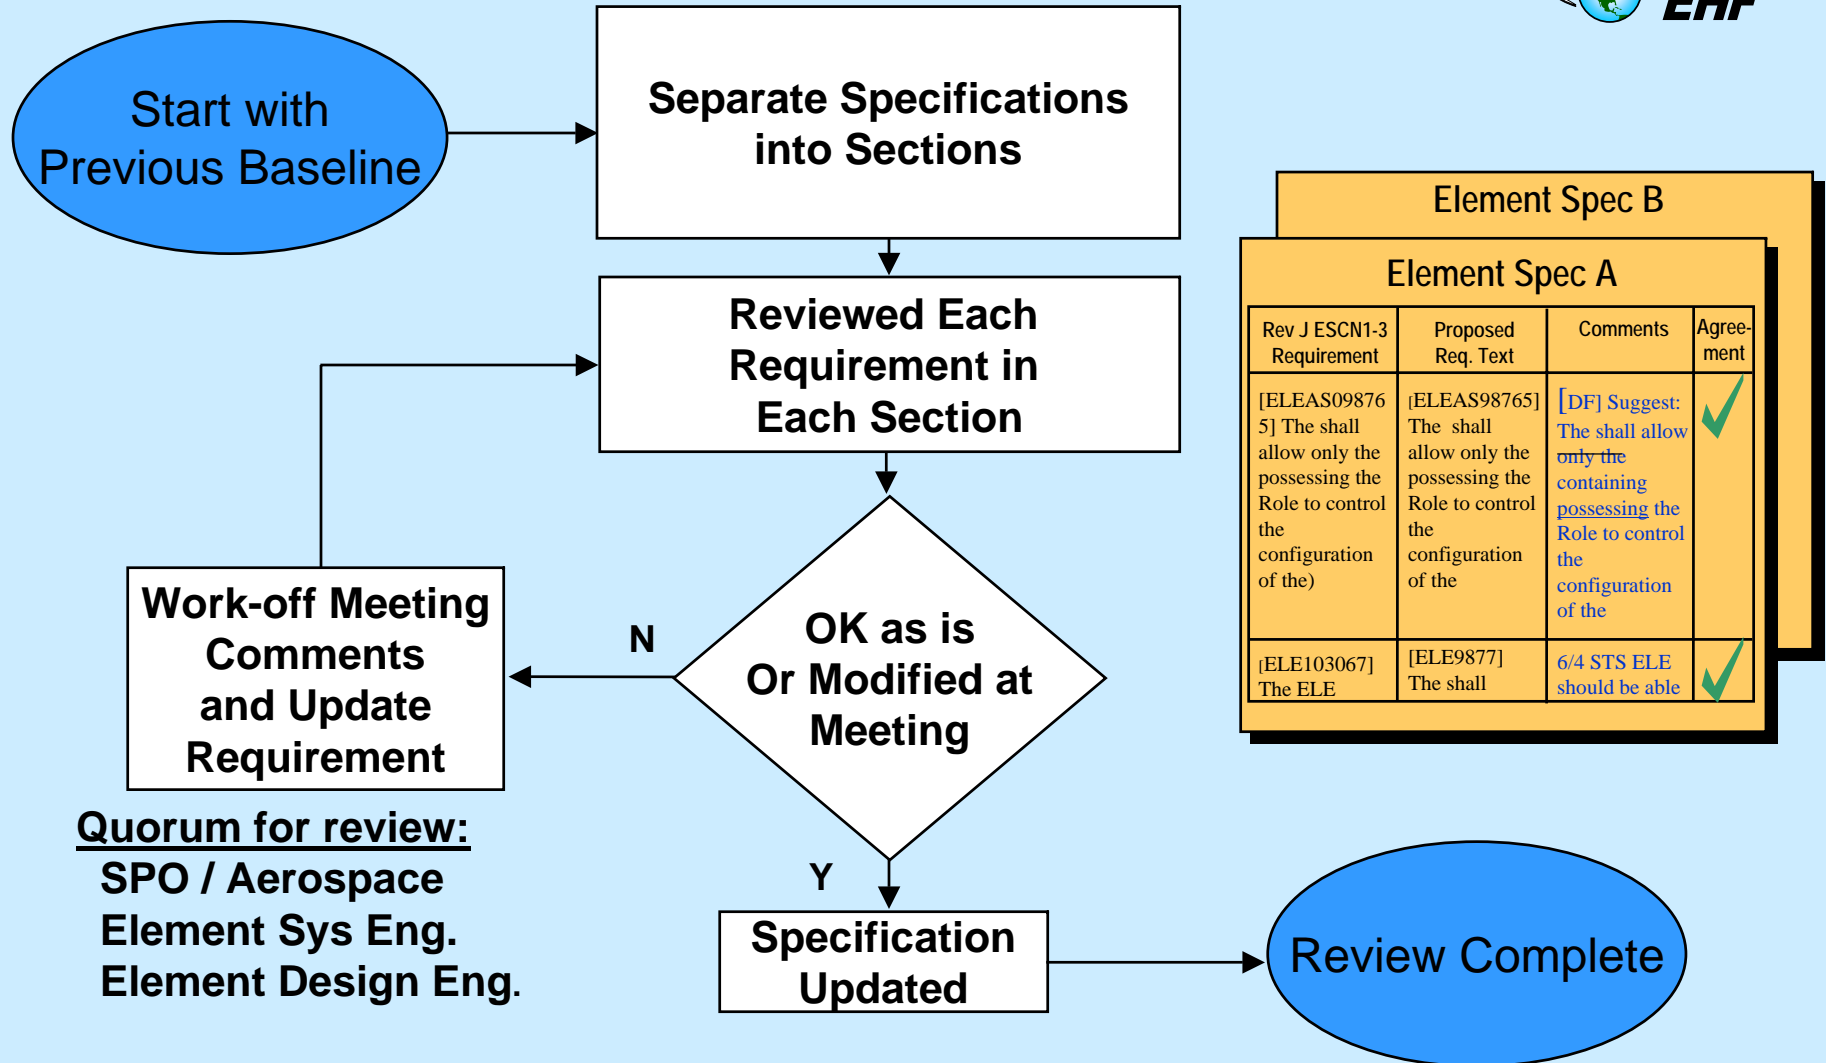 EHF
Start with
Previous Baseline
Separate Specifications
into Sections
Reviewed Each
Requirement in
Each Section
Work-off Meeting
Comments
and Update
Requirement
N
OK as is
Or Modified at
Meeting
Y
Specification
Updated
Review Complete
Quorum for review:
SPO / Aerospace
Element Sys Eng.
Element Design Eng.
Element Spec B
Element Spec A
Rev J ESCN1-3
Requirement
Proposed
Req. Text
Comments
Agree-
ment
[ELEAS09876
5] The shall
allow only the
possessing the
Role to control
the
configuration
of the)
[ELEAS98765]
The shall
allow only the
possessing the
Role to control
the
configuration
of the
[DF] Suggest:
The shall allow
only the
containing
possessing the
Role to control
the
configuration
of the
[ELE103067]
The ELE
[ELE9877]
The shall
6/4 STS ELE
should be able